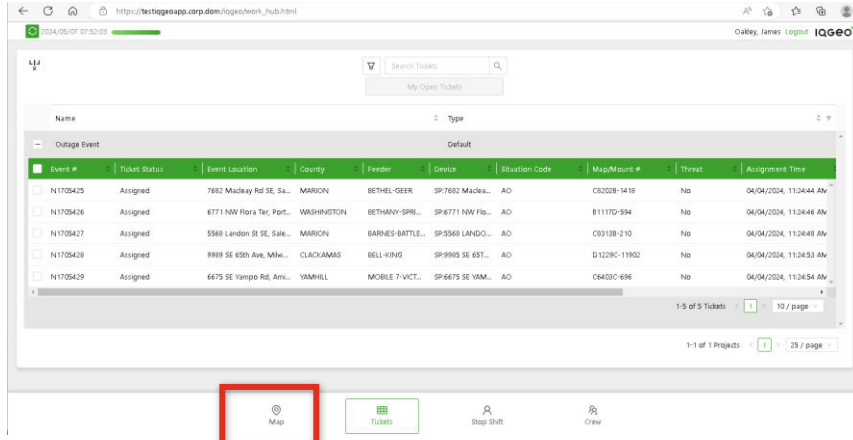 https://testiqgeoapp.corp.dom/iqgeo/work_hub.html
2024/05/07 07:52:03
Oakley, James Logout IQGEO
Search Tickets
My Open Tickets
Name Type
Outage Event Default
Event # Ticket Status Event Location County Feeder Device Situation Code Map/Mount # Threat Assignment Time
N1705425 Assigned 7682 Macleay Rd SE, Sa... MARION BETHEL-GEER SP:7682 Maclea... AO C8202B-1418 No 04/04/2024, 11:24:44 AM
N1705426 Assigned 6771 NW Flora Ter, Port... WASHINGTON BETHANY-SPRI... SP:6771 NW Flo... AO B1117D-594 No 04/04/2024, 11:24:46 AM
N1705427 Assigned 5560 Landon St SE, Sale... MARION BARNES-BATTLE... SP:5560 LANDO... AO C8313B-210 No 04/04/2024, 11:24:48 AM
N1705428 Assigned 9989 SE 65th Ave, Milw... CLACKAMAS BELL-KING SP:9985 SE 65T... AO D1229C-11902 No 04/04/2024, 11:24:53 AM
N1705429 Assigned 6675 SE Yampo Rd, Ami... YAMHILL MOBILE 7-VICT... SP:6675 SE YAM... AO C6403C-696 No 04/04/2024, 11:24:54 AM
1-5 of 5 Tickets 1 10 / page
1-1 of 1 Projects 1 25 / page
Map Tickets Stop Shift Crew